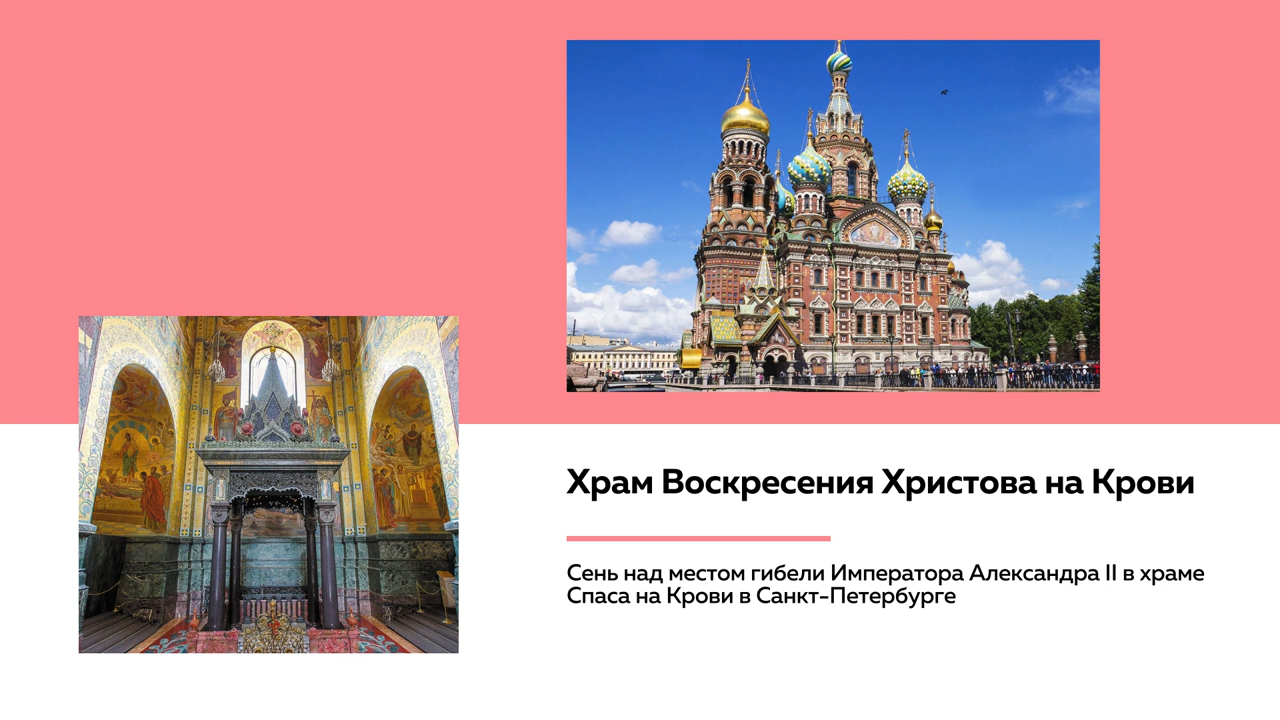 Храм Воскресения Христова на Крови
Сень над местом гибели Императора Александра II в храме
Спаса на Крови в Санкт-Петербурге